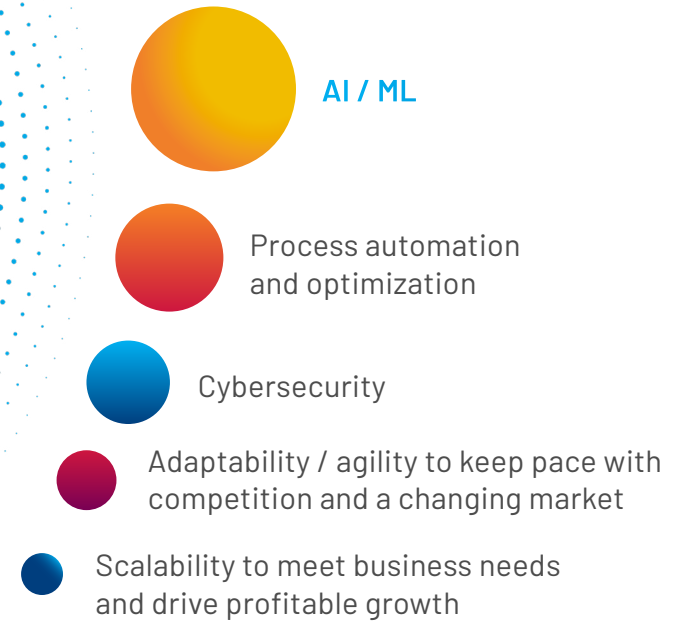 AI / ML
Process automation
and optimization
Cybersecurity
Adaptability / agility to keep pace with
competition and a changing market
Scalability to meet business needs
and drive profitable growth